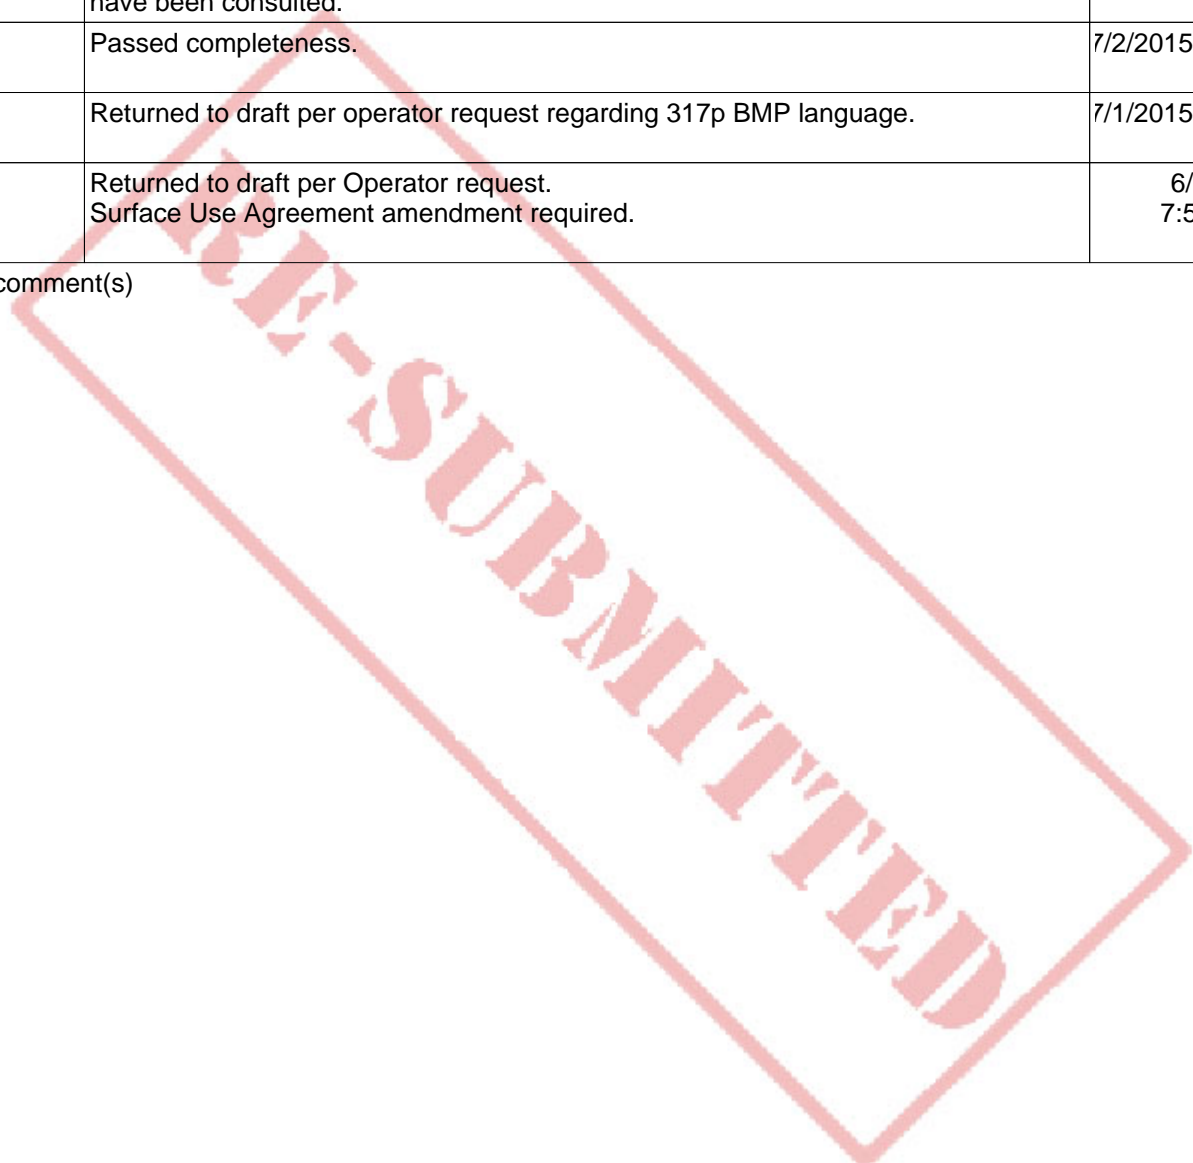 have been consulted.
Passed completeness. 7/2/2015
Returned to draft per operator request regarding 317p BMP language. 7/1/2015
Returned to draft per Operator request. 6/
Surface Use Agreement amendment required. 7:5
comment(s)
RE-SUBMITTED